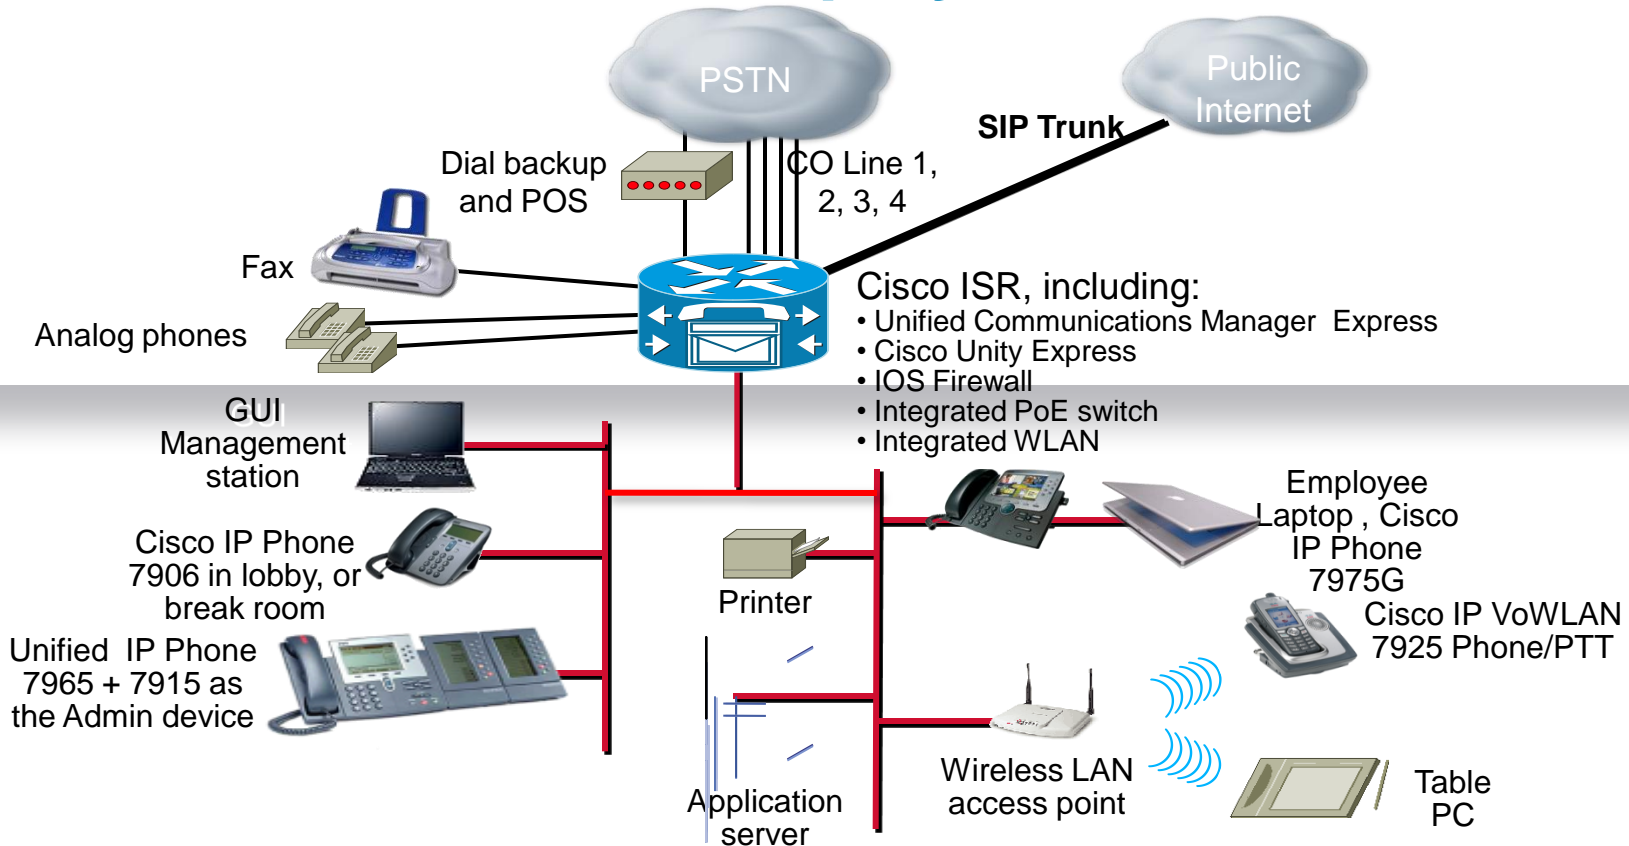 PSTN
Public
Internet
SIP Trunk
Dial backup
and POS
CO Line 1,
2, 3, 4
Fax
Analog phones
Cisco ISR, including:
• Unified Communications Manager  Express
• Cisco Unity Express
• IOS Firewall
• Integrated PoE switch
• Integrated WLAN
GUI
Management
station
Cisco IP Phone
7906 in lobby, or
break room
Unified  IP Phone
7965 + 7915 as
the Admin device
Printer
Application
server
Employee
Laptop , Cisco
IP Phone
7975G
Cisco IP VoWLAN
7925 Phone/PTT
Wireless LAN
access point
Table
PC